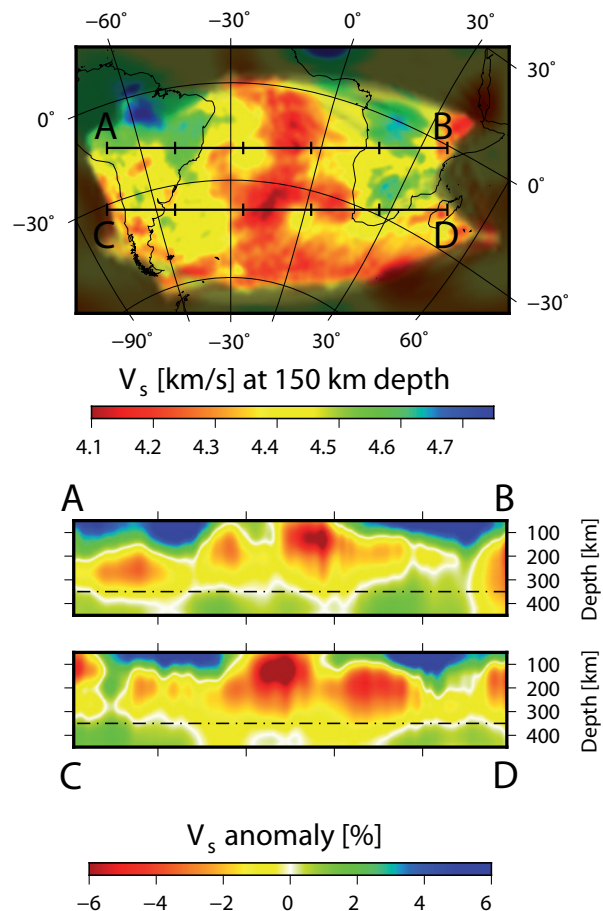 −60˚ −30˚ 0˚ 30˚
30˚
0˚
A B
0˚
−30˚
C D
−30˚
−90˚ −60˚ −30˚ 0˚ 30˚ 60˚
Vs [km/s] at 150 km depth
4.1 4.2 4.3 4.4 4.5 4.6 4.7
A B
100
200
300
400
Depth (km)
100
200
300
400
Depth (km)
C D
Vs anomaly [%]
−6 −4 −2 0 2 4 6